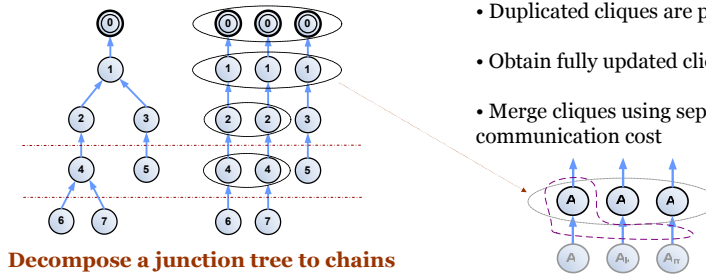 • Duplicated cliques are p
• Obtain fully updated cli
• Merge cliques using sep
communication cost
0 0 0 0
1 1 1 1
2 3 2 2 3
4 5 4 4 5
6 7 6 7
A A A
A
Decompose a junction tree to chains